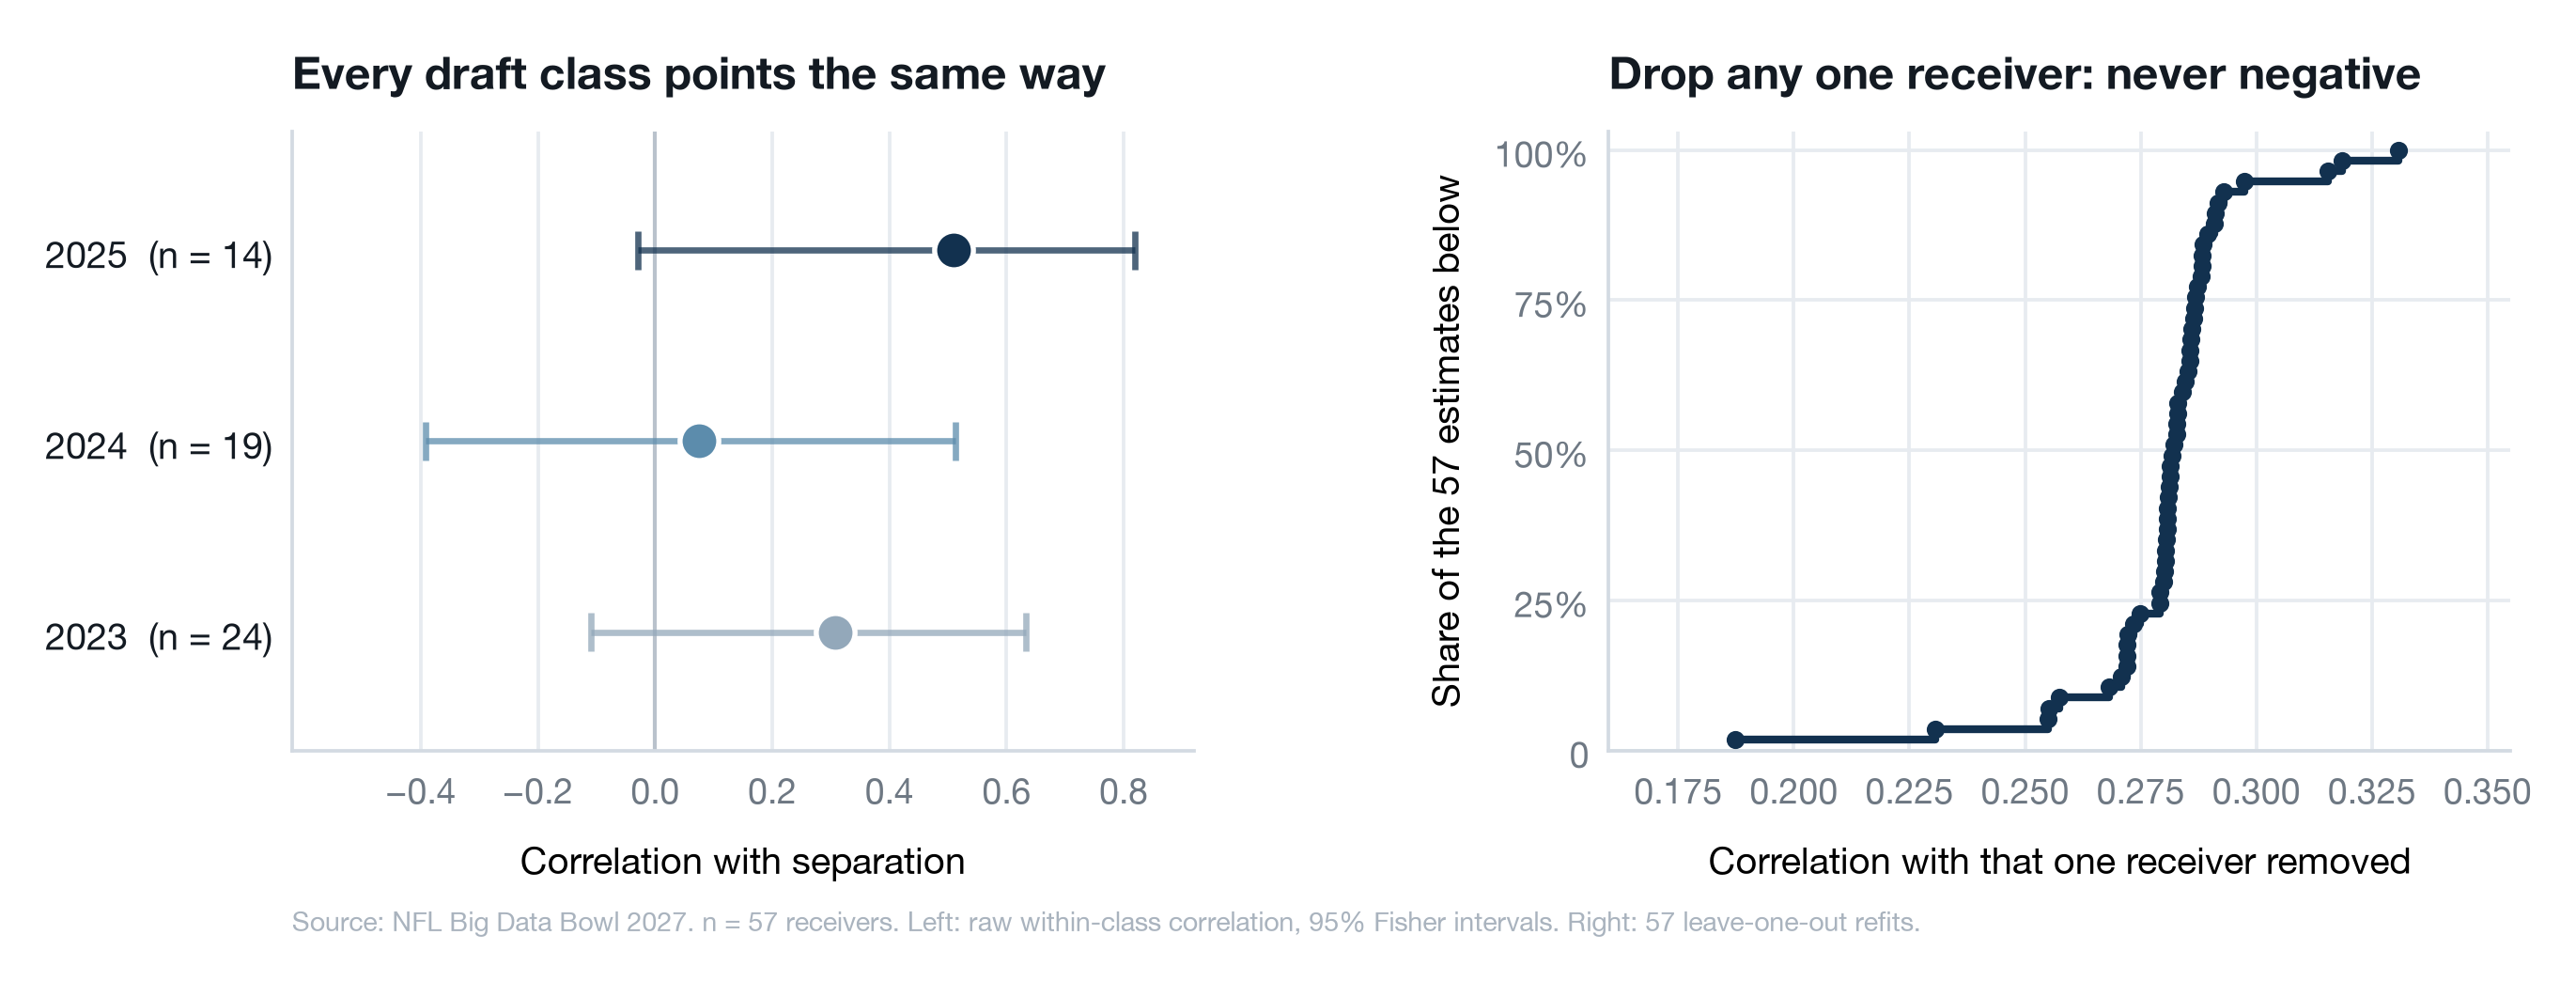 Every draft class points the same way
2025 (n = 14)
2024 (n = 19)
2023 (n = 24)
−0.4 −0.2 0.0 0.2 0.4 0.6 0.8
Correlation with separation
Drop any one receiver: never negative
Share of the 57 estimates below
100%
75%
50%
25%
0
0.175 0.200 0.225 0.250 0.275 0.300 0.325 0.350
Correlation with that one receiver removed
Source: NFL Big Data Bowl 2027. n = 57 receivers. Left: raw within-class correlation, 95% Fisher intervals. Right: 57 leave-one-out refits.